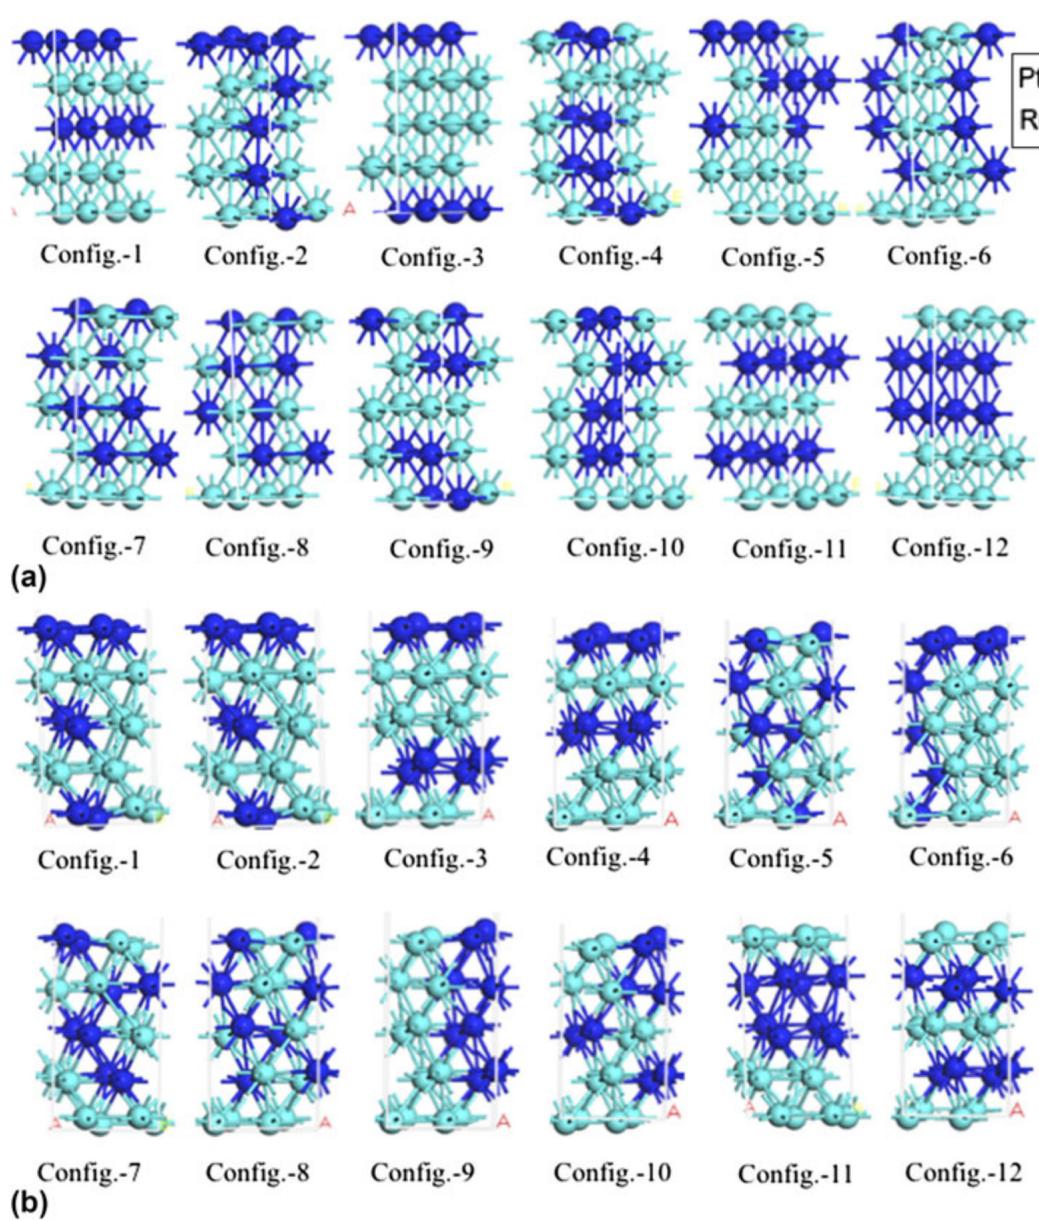 Pt
R
A
A
Config.-1 Config.-2 Config.-3 Config.-4 Config.-5 Config.-6
Config.-7 Config.-8 Config.-9 Config.-10 Config.-11 Config.-12
(a)
A A A A A A
Config.-1 Config.-2 Config.-3 Config.-4 Config.-5 Config.-6
A A A A A A
Config.-7 Config.-8 Config.-9 Config.-10 Config.-11 Config.-12
(b)